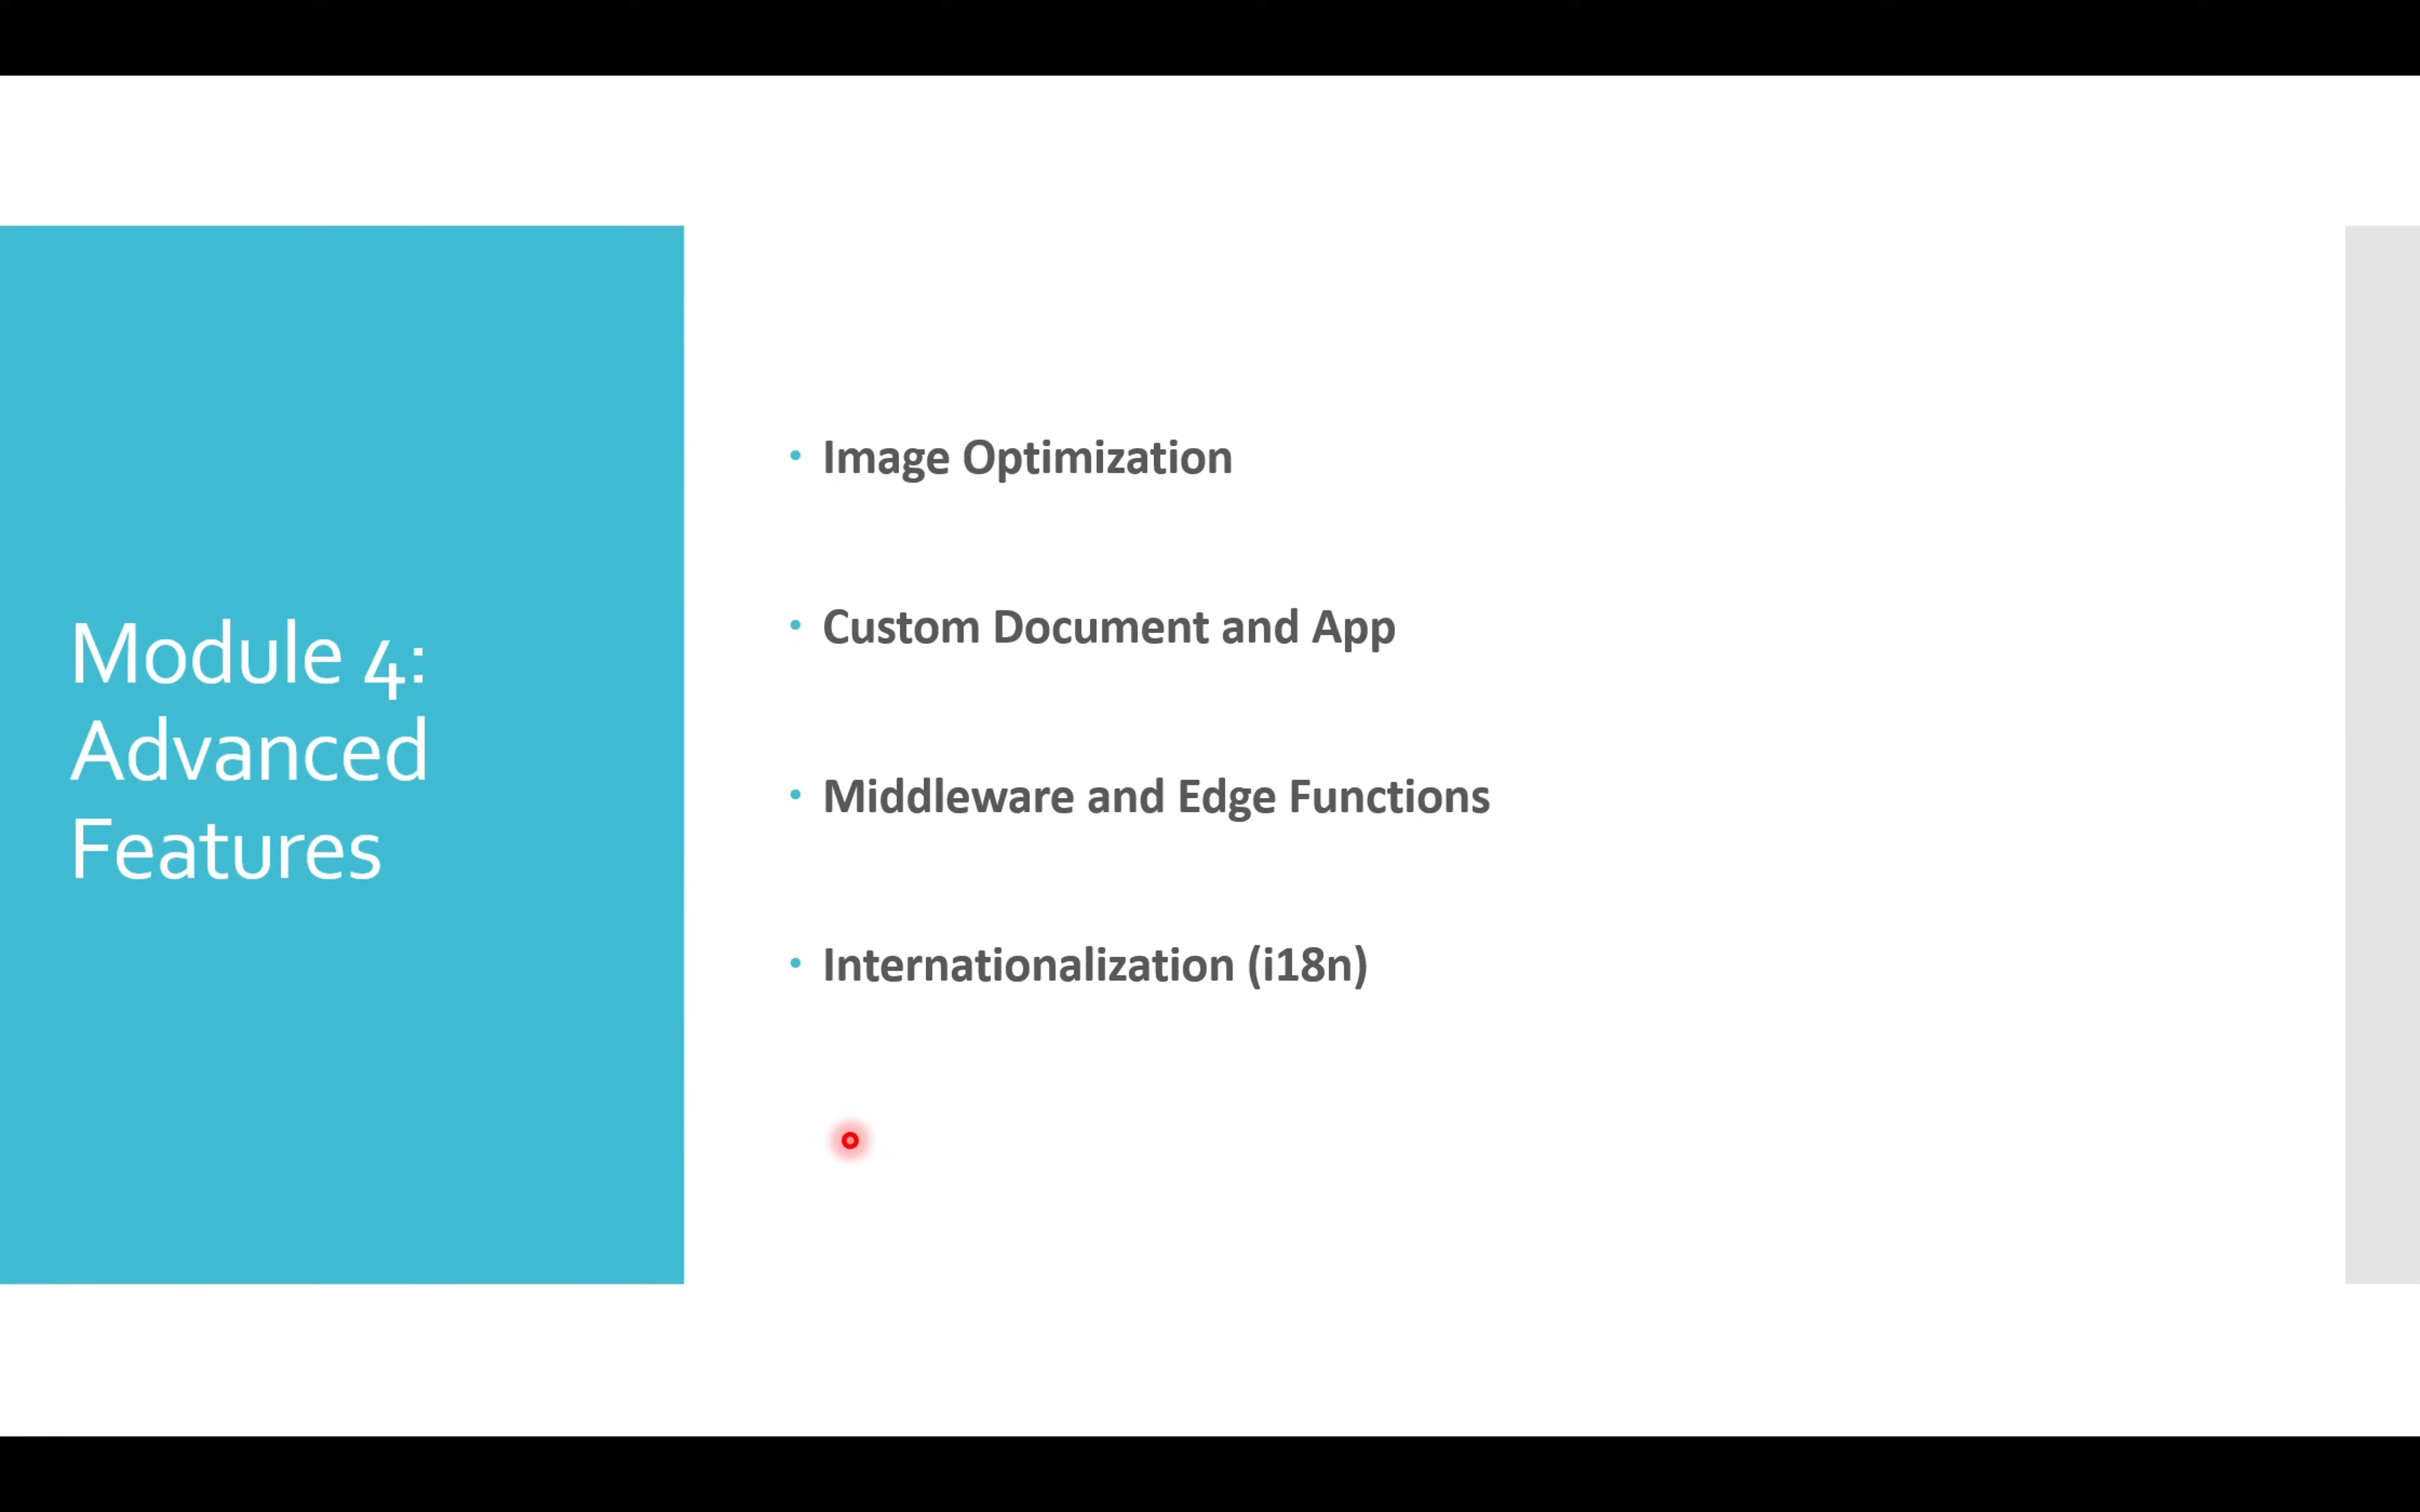 Module 4:
Advanced
Features
• Image Optimization
• Custom Document and App
• Middleware and Edge Functions
• Internationalization (i18n)